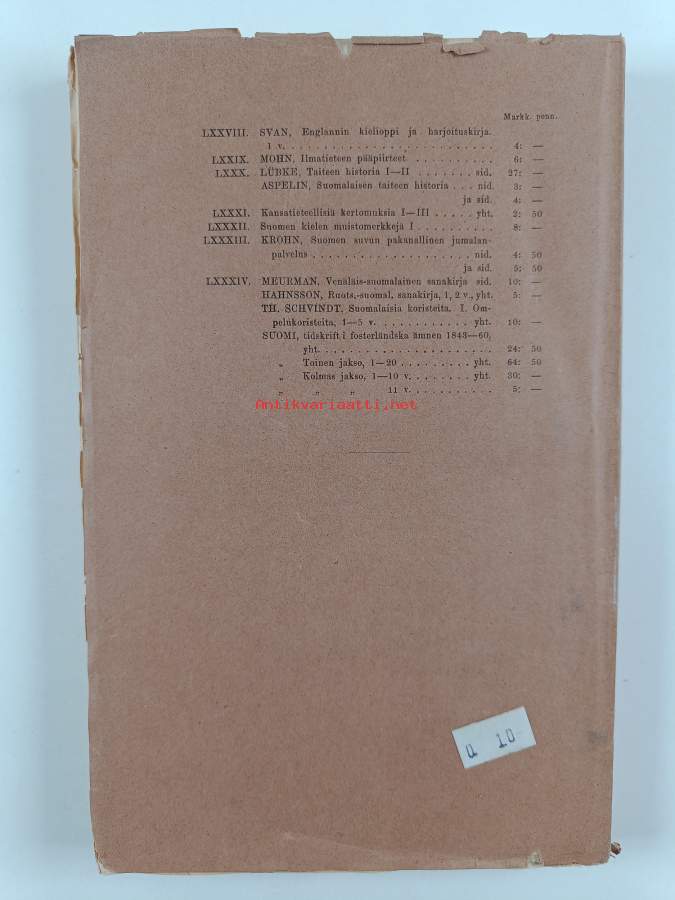 Markk. penn.
LXXVIII. SVAN, Englannin kielioppi ja harjoituskirja.
1 v. . . . . . . . . . . . . . . . . . . . . . . . . 4: —
LXXIX. MOHN, Ilmatieteen pääpiirteet . . . . . . . . . . 6: —
LXXX. LÜBKE, Taiteen historia I—II . . . . . . . sid. 27: —
ASPELIN, Suomalaisen taiteen historia . . . nid. 3: —
ja sid. 4: —
LXXXI. Kansatieteellisiä kertomuksia I—III . . . . . yht. 2: 50
LXXXII. Suomen kielen muistomerkkejä I . . . . . . . . . . 8: —
LXXXIII. KROHN, Suomen suvun pakanallinen jumalan-
palvelus . . . . . . . . . . . . . . . . . . . . nid. 4: 50
ja sid. 5: 50
LXXXIV. MEURMAN, Venäläis-suomalainen sanakirja sid. 10: —
HAHNSSON, Ruots.-suomal. sanakirja, 1, 2 v., yht. 5: —
TH. SCHVINDT, Suomalaisia koristeita. I. Om-
pelukoristeita, 1—5 v. . . . . . . . . . . . . yht. 10: —
SUOMI, tidskrift i fosterländska ämnen 1843—60,
yht. . . . . . . . . . . . . . . . . . . . . . . 24: 50
„ Toinen jakso, 1—20 . . . . . . . . . . yht. 64: 50
„ Kolmas jakso, 1—10 v. . . . . . . . . yht. 30: —
„ „ „ 11 v. . . . . . . . . . . 5: —
Antikvariaatti.net
a 10-